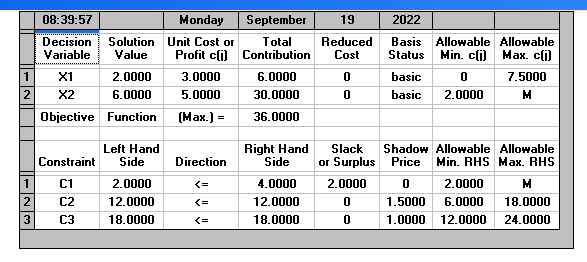 08:39:57 Monday September 19 2022
Decision Solution Unit Cost or Total Reduced Basis Allowable Allowable
Variable Value Profit c(j) Contribution Cost Status Min. c(j) Max. c(j)
1 X1 2.0000 3.0000 6.0000 0 basic 0 7.5000
2 X2 6.0000 5.0000 30.0000 0 basic 2.0000 M
Objective Function (Max.) = 36.0000
Left Hand Right Hand Slack Shadow Allowable Allowable
Constraint Side Direction Side or Surplus Price Min. RHS Max. RHS
1 C1 2.0000 <= 4.0000 2.0000 0 2.0000 M
2 C2 12.0000 <= 12.0000 0 1.5000 6.0000 18.0000
3 C3 18.0000 <= 18.0000 0 1.0000 12.0000 24.0000